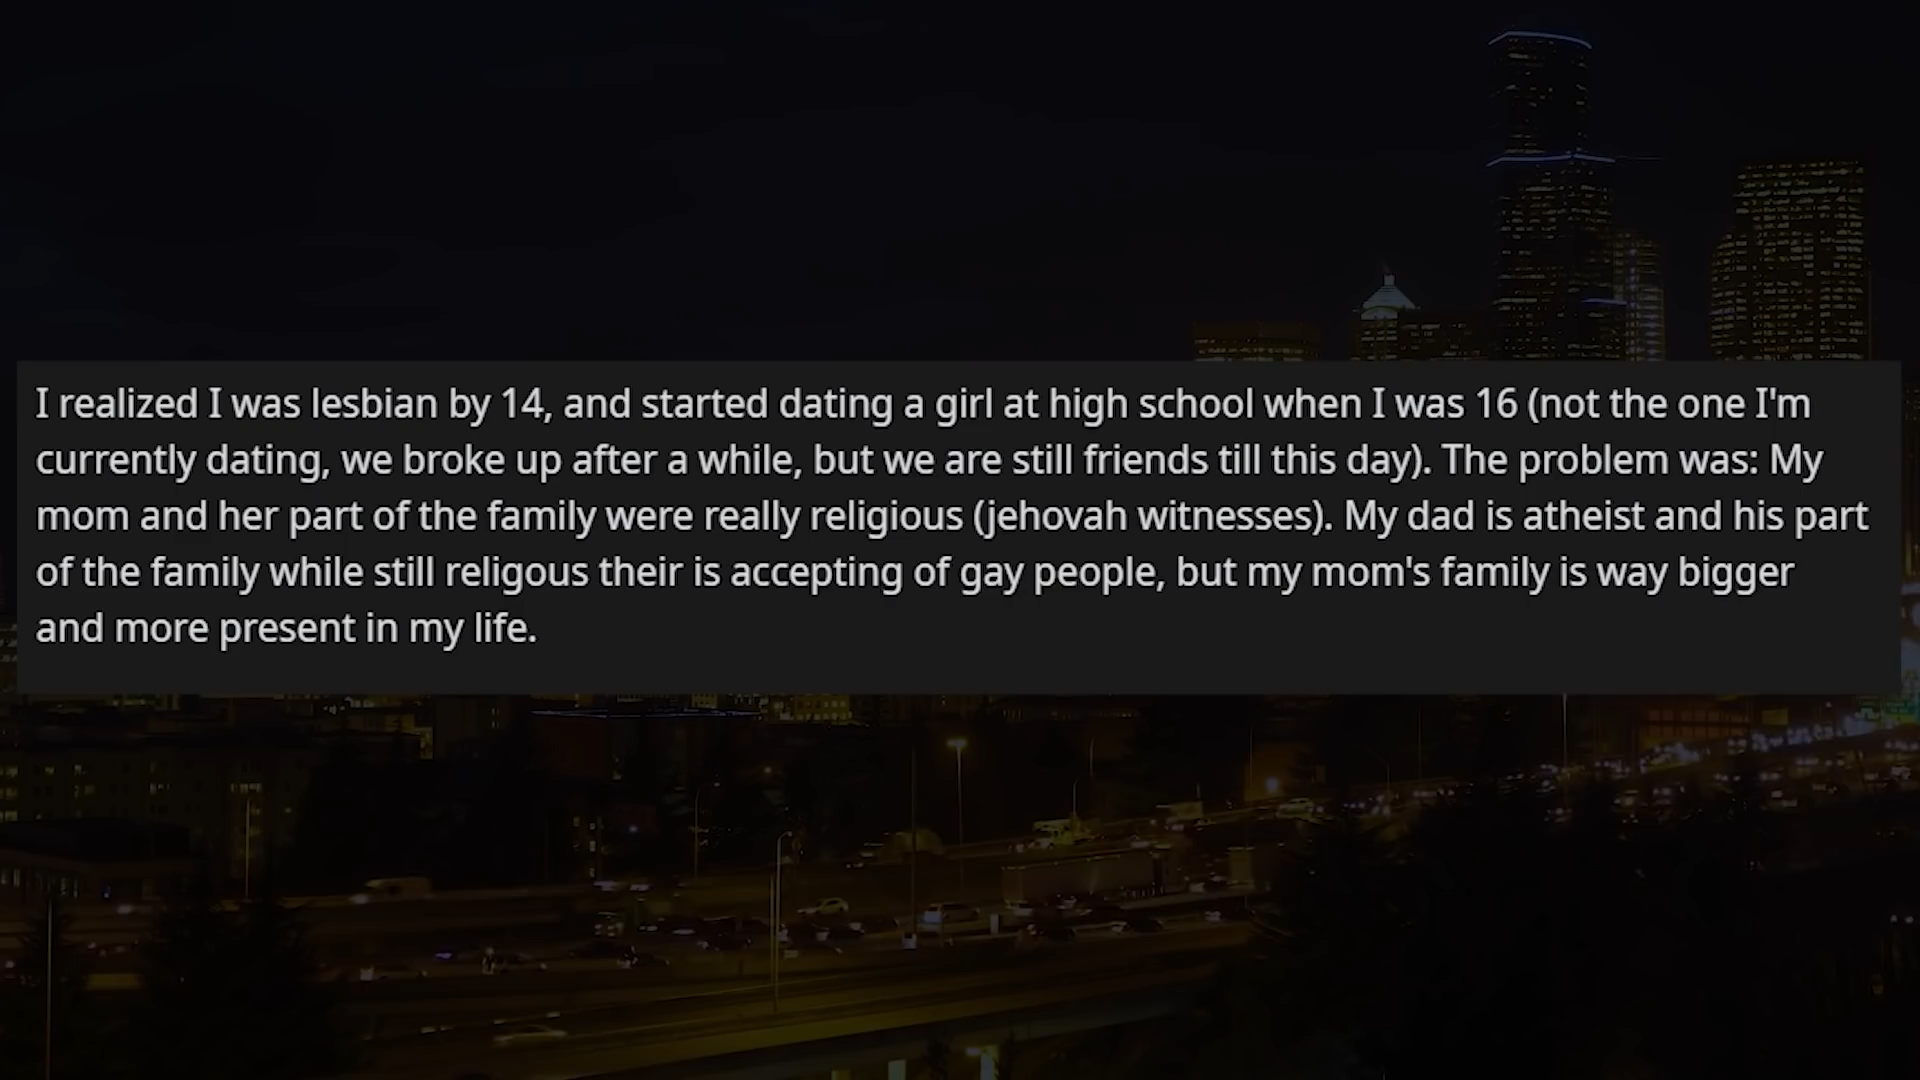 I realized I was lesbian by 14, and started dating a girl at high school when I was 16 (not the one I'm
currently dating, we broke up after a while, but we are still friends till this day). The problem was: My
mom and her part of the family were really religious (jehovah witnesses). My dad is atheist and his part
of the family while still religous their is accepting of gay people, but my mom's family is way bigger
and more present in my life.